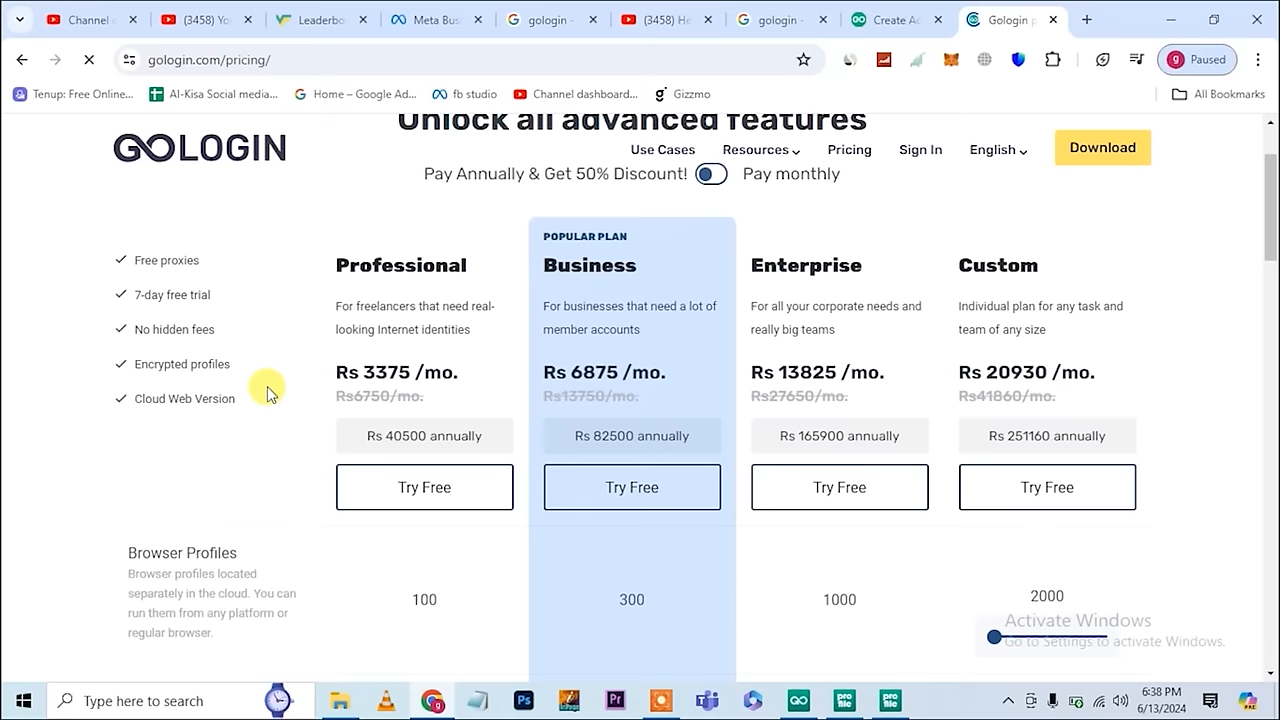 Channel c
(3458) Yo
Leaderbo
Meta Bus
gologin -
(3458) He
gologin -
Create Ac
Gologin p
gologin.com/pricing/
Paused
Tenup: Free Online...
AI-Kisa Social media...
Home – Google Ad...
fb studio
Channel dashboard...
Gizzmo
All Bookmarks
Unlock all advanced features
GOLOGIN
Use Cases
Resources
Pricing
Sign In
English
Download
Pay Annually & Get 50% Discount!
Pay monthly
Free proxies
7-day free trial
No hidden fees
Encrypted profiles
Cloud Web Version
Professional
For freelancers that need real-
looking Internet identities
Rs 3375 /mo.
Rs6750/mo.
Rs 40500 annually
Try Free
POPULAR PLAN
Business
For businesses that need a lot of
member accounts
Rs 6875 /mo.
Rs13750/mo.
Rs 82500 annually
Try Free
Enterprise
For all your corporate needs and
really big teams
Rs 13825 /mo.
Rs27650/mo.
Rs 165900 annually
Try Free
Custom
Individual plan for any task and
team of any size
Rs 20930 /mo.
Rs41860/mo.
Rs 251160 annually
Try Free
Browser Profiles
Browser profiles located
separately in the cloud. You can
run them from any platform or
regular browser.
100
300
1000
2000
Activate Windows
Go to Settings to activate Windows.
Type here to search
Ps
Pr
GO
pro
file
pro
file
6:38 PM
6/13/2024